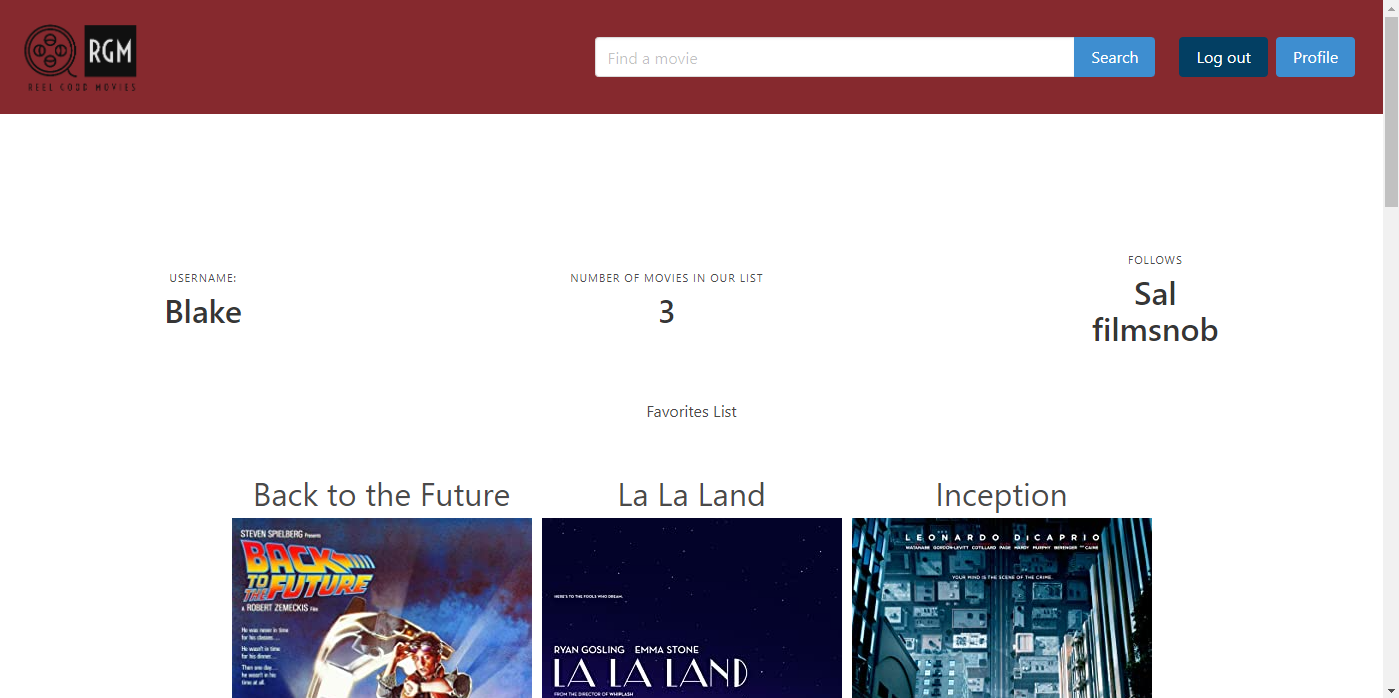 RGM
REEL CODD MOVIES
Find a movie
Search
Log out
Profile
USERNAME:
Blake
NUMBER OF MOVIES IN OUR LIST
3
FOLLOWS
Sal
filmsnob
Favorites List
Back to the Future
La La Land
Inception
STEVEN SPIELBERG Presents
BACK
TO THE
FUTURE
A ROBERT ZEMECKIS Film
He was never in time
for his classes...
He wasn't in time
for his dinner...
Then one day...
he wasn't in his
time at all.
HERE'S TO THE FOOLS WHO DREAM.
RYAN GOSLING EMMA STONE
LA LA LAND
FROM THE DIRECTOR OF WHIPLASH
LEONARDO DICAPRIO
WATANABE GORDON-LEVITT COTILLARD PAGE HARDY MURPHY BERENGER AND CAINE
YOUR MIND IS THE SCENE OF THE CRIME.